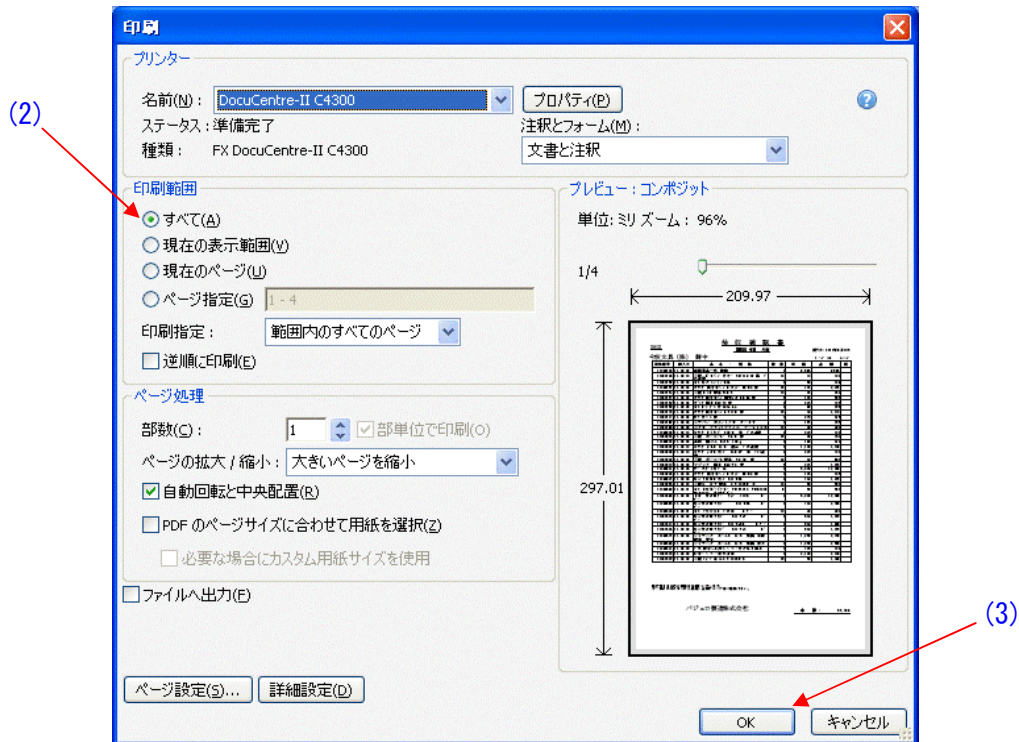 印刷
プリンター
名前(N): DocuCentre-II C4300 プロパティ(P)
(2)
ステータス:準備完了 注釈とフォーム(M):
種類: FX DocuCentre-II C4300 文書と注釈
印刷範囲 プレビュー:コンポジット
すべて(A) 単位:ミリ ズーム: 96%
現在の表示範囲(V)
現在のページ(U) 1/4
ページ指定(G) 1 - 4 209.97
印刷指定: 範囲内のすべてのページ
逆順に印刷(E)
ページ処理
部数(C): 1 部単位で印刷(O)
ページの拡大/縮小: 大きいページを縮小
自動回転と中央配置(R) 297.01
PDF のページサイズに合わせて用紙を選択(Z)
必要な場合にカスタム用紙サイズを使用
ファイルへ出力(F)
(3)
ページ設定(S)... 詳細設定(D)
OK キャンセル